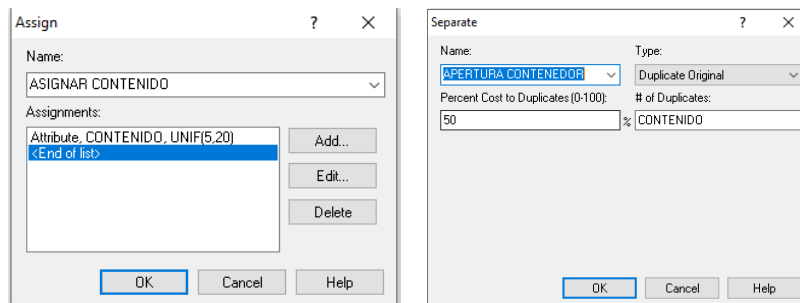 Assign ? ×
Name:
ASIGNAR CONTENIDO
Assignments:
Attribute, CONTENIDO, UNIF(5,20)
<End of list>
Add...
Edit...
Delete
OK Cancel Help
Separate ? ×
Name: Type:
APERTURA CONTENEDOR Duplicate Original
Percent Cost to Duplicates (0-100): # of Duplicates:
50 % CONTENIDO
OK Cancel Help